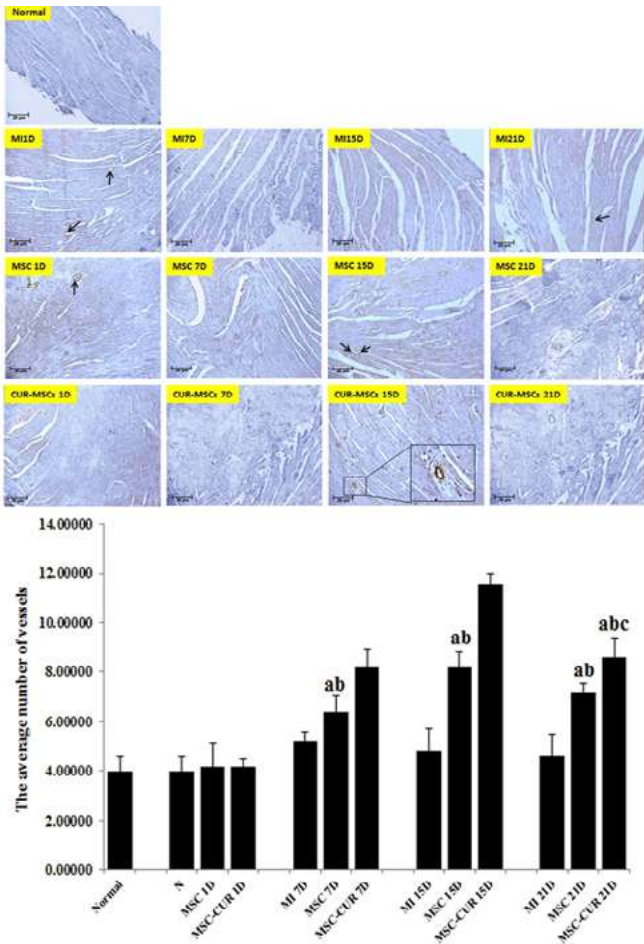 Normal
MI1D
MI7D
MI15D
MI21D
MSC 1D
MSC 7D
MSC 15D
MSC 21D
CUR-MSCs 1D
CUR-MSCs 7D
CUR-MSCs 15D
CUR-MSCs 21D
The average number of vessels
14.00000
12.00000
10.00000
8.00000
6.00000
4.00000
2.00000
0.00000
ab
ab
ab
abc
Normal
N
MSC 1D
MSC-CUR 1D
MI 7D
MSC 7D
MSC-CUR 7D
MI 15D
MSC 15D
MSC-CUR 15D
MI 21D
MSC 21D
MSC-CUR 21D